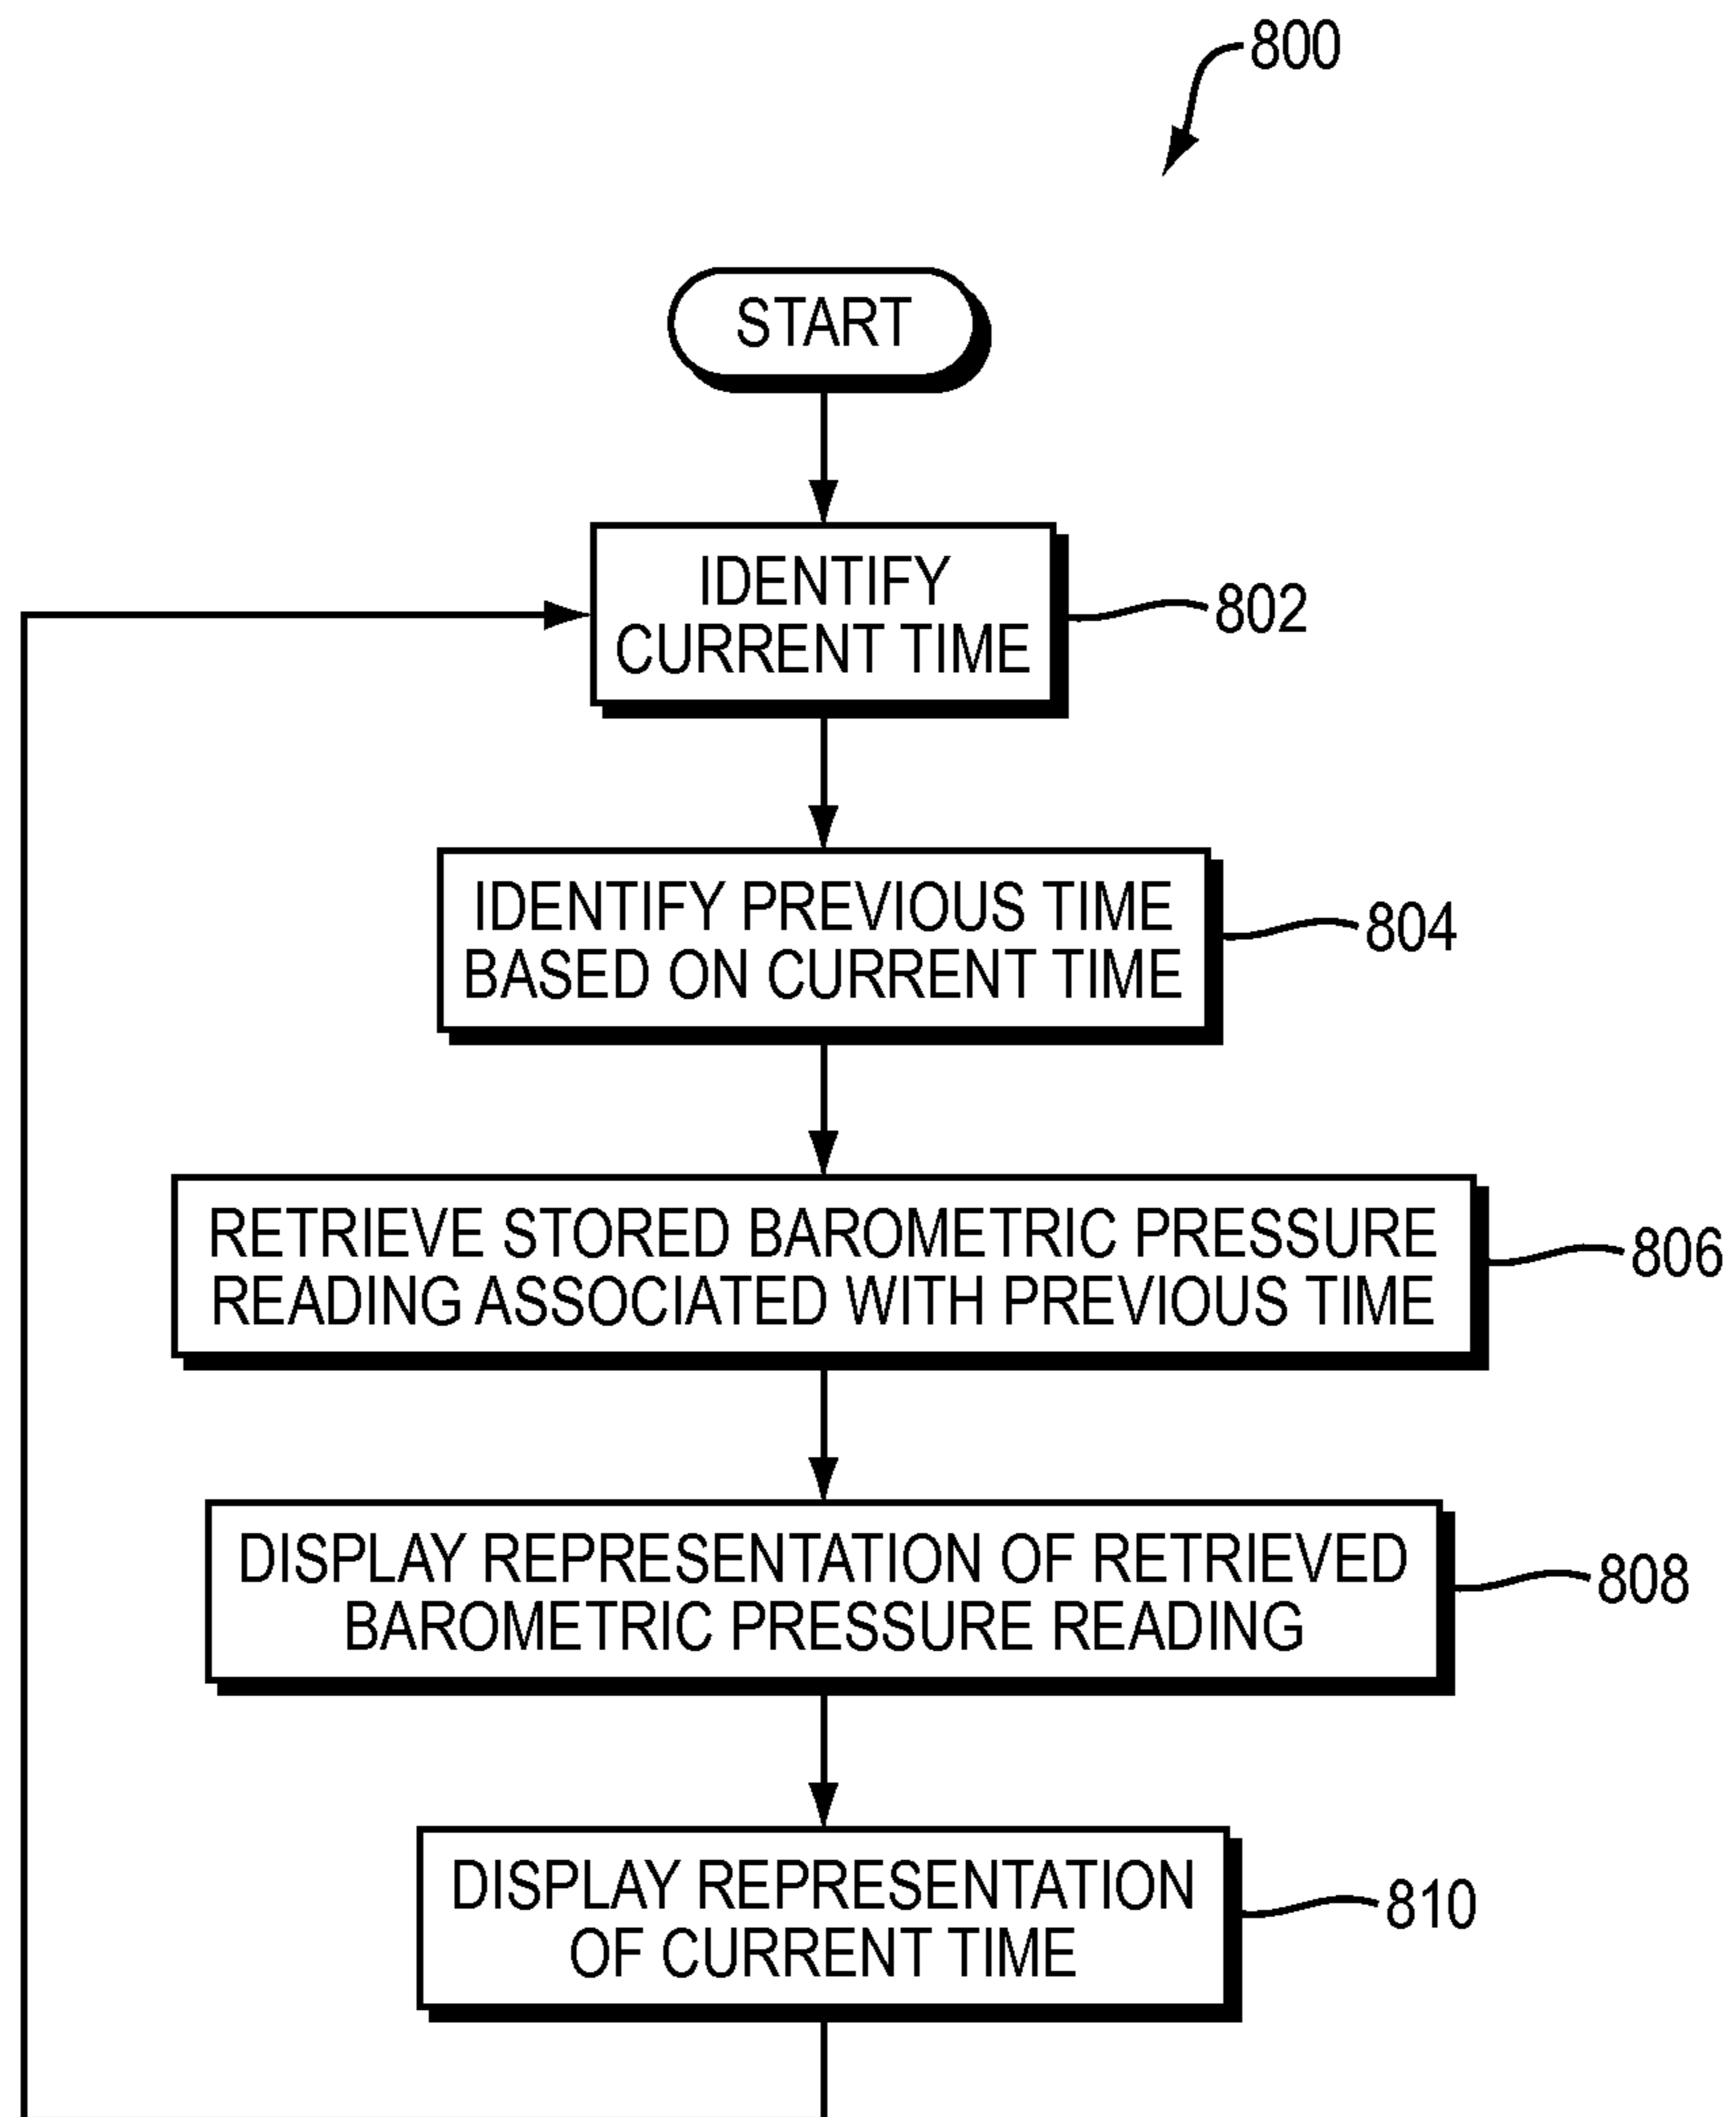 800
START
IDENTIFY
CURRENT TIME
802
IDENTIFY PREVIOUS TIME
BASED ON CURRENT TIME
804
RETRIEVE STORED BAROMETRIC PRESSURE
READING ASSOCIATED WITH PREVIOUS TIME
806
DISPLAY REPRESENTATION OF RETRIEVED
BAROMETRIC PRESSURE READING
808
DISPLAY REPRESENTATION
OF CURRENT TIME
810